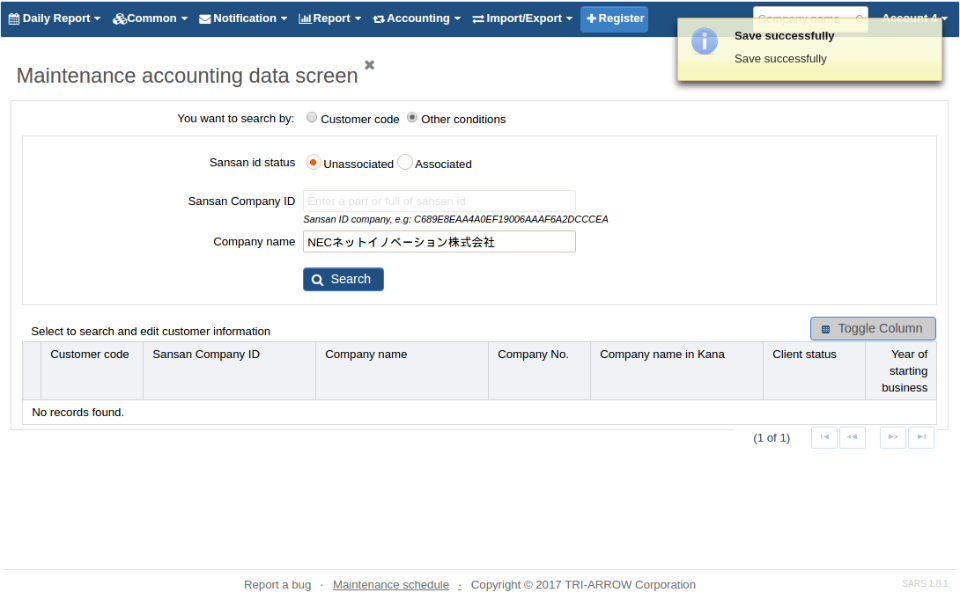 Daily Report Common Notification Report Accounting Import/Export Register Company name Account 4
Save successfully
Save successfully
Maintenance accounting data screen
You want to search by: Customer code Other conditions
Sansan id status Unassociated Associated
Sansan Company ID Enter a part or full of sansan id
Sansan ID company, e.g: C689E8EAA4A0EF19006AAAF6A2DCCCEA
Company name NECネットイノベーション株式会社
Search
Select to search and edit customer information Toggle Column
Customer code Sansan Company ID Company name Company No. Company name in Kana Client status Year of
starting
business
No records found.
(1 of 1)
Report a bug · Maintenance schedule · Copyright © 2017 TRI-ARROW Corporation SARS 1.8.1